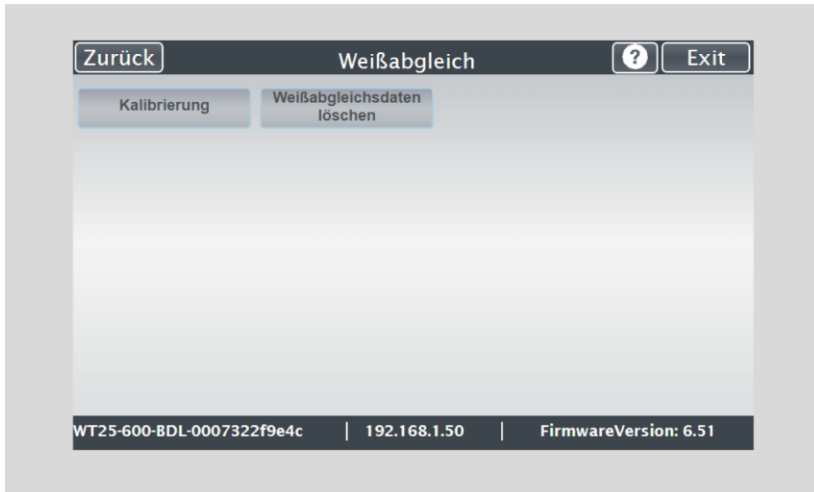 Zurück Weißabgleich ? Exit
Kalibrierung
Weißabgleichsdaten
löschen
WT25-600-BDL-0007322f9e4c | 192.168.1.50 | FirmwareVersion: 6.51